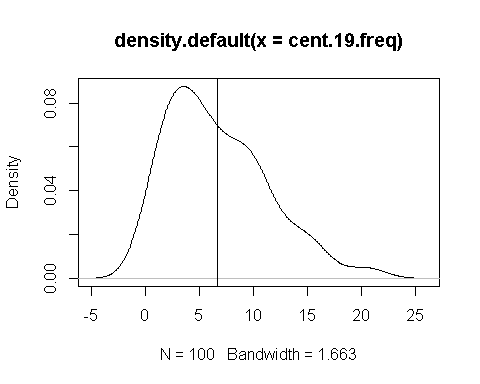 density.default(x = cent.19.freq)
Density
0.00 0.04 0.08
-5 0 5 10 15 20 25
N = 100 Bandwidth = 1.663